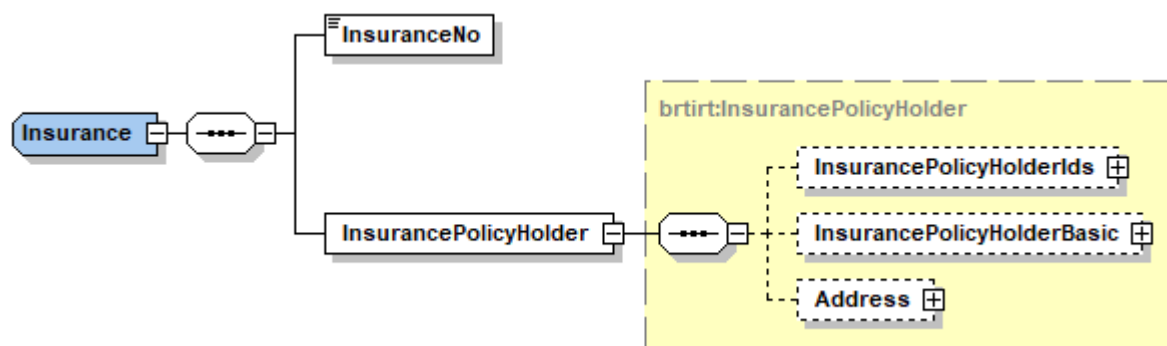 InsuranceNo
brtirt:InsurancePolicyHolder
Insurance
InsurancePolicyHolderIds
InsurancePolicyHolder
InsurancePolicyHolderBasic
Address